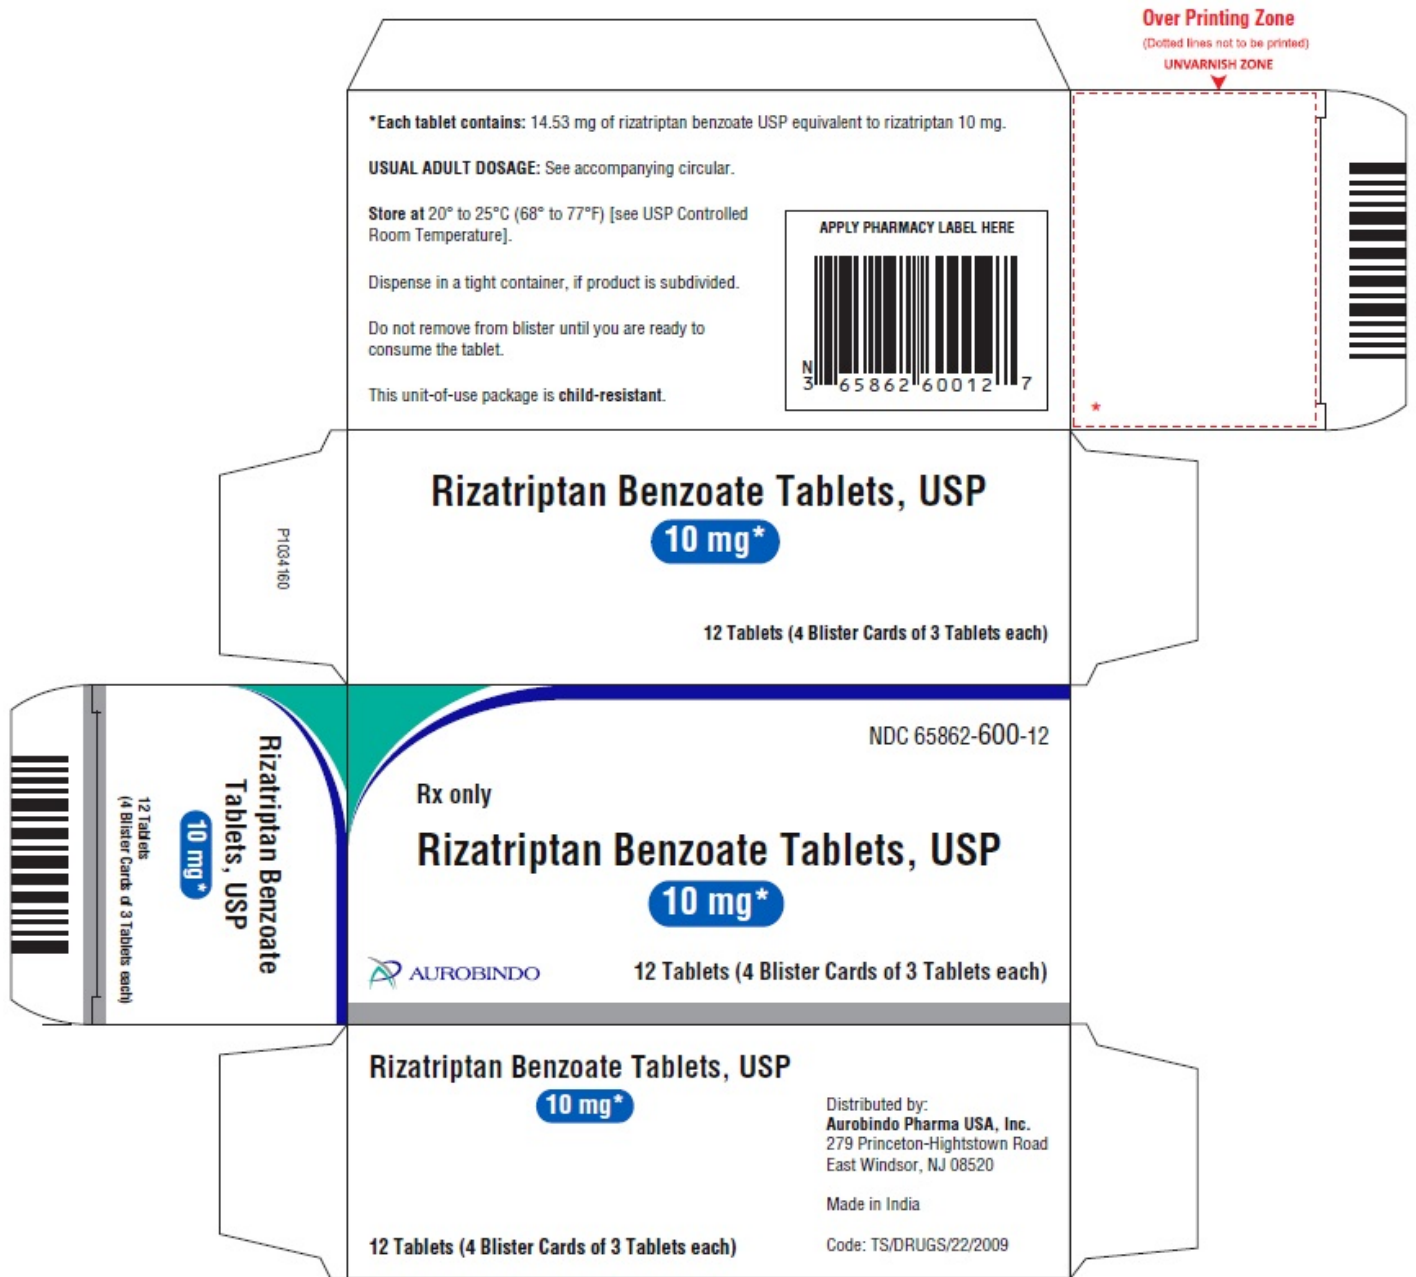 Over Printing Zone
(Dotted lines not to be printed)
UNVARNISH ZONE
*Each tablet contains: 14.53 mg of rizatriptan benzoate USP equivalent to rizatriptan 10 mg.
USUAL ADULT DOSAGE: See accompanying circular.
Store at 20° to 25°C (68° to 77°F) [see USP Controlled
Room Temperature].
Dispense in a tight container, if product is subdivided.
Do not remove from blister until you are ready to
consume the tablet.
This unit-of-use package is child-resistant.
APPLY PHARMACY LABEL HERE
N
3 65862 60012 7
*
Rizatriptan Benzoate Tablets, USP
10 mg*
12 Tablets (4 Blister Cards of 3 Tablets each)
P1034160
Rizatriptan Benzoate
Tablets, USP
10 mg*
12 Tablets
(4 Blister Cards of 3 Tablets each)
NDC 65862-600-12
Rx only
Rizatriptan Benzoate Tablets, USP
10 mg*
AUROBINDO
12 Tablets (4 Blister Cards of 3 Tablets each)
Rizatriptan Benzoate Tablets, USP
10 mg*
12 Tablets (4 Blister Cards of 3 Tablets each)
Distributed by:
Aurobindo Pharma USA, Inc.
279 Princeton-Hightstown Road
East Windsor, NJ 08520
Made in India
Code: TS/DRUGS/22/2009